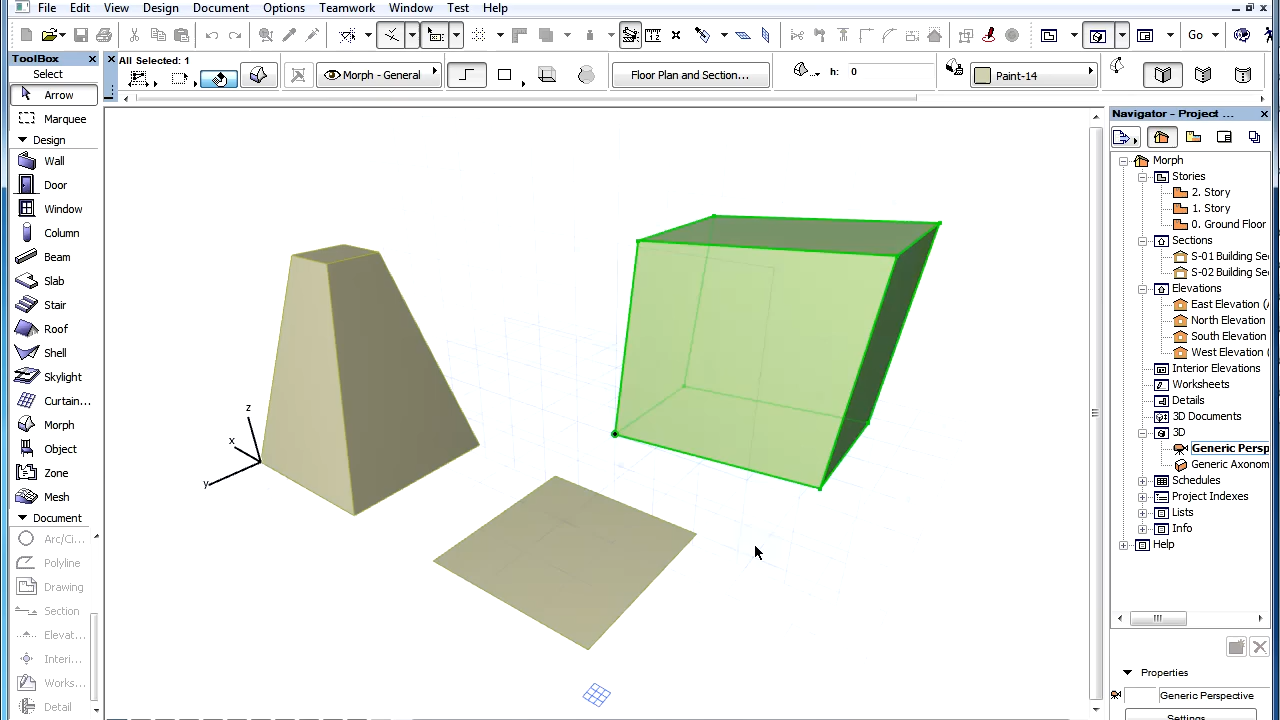 File Edit View Design Document Options Teamwork Window Test Help
Go
ToolBox
Select
Arrow
Marquee
Design
Wall
Door
Window
Column
Beam
Slab
Stair
Roof
Shell
Skylight
Curtain...
Morph
Object
Zone
Mesh
Document
Arc/Ci...
Polyline
Drawing
Section
Elevat...
Interi...
Works...
Detail
All Selected: 1
Morph - General
Floor Plan and Section...
h: 0
Paint-14
z
x
y
Navigator - Project ...
Morph
Stories
2. Story
1. Story
0. Ground Floor
Sections
S-01 Building Se
S-02 Building Se
Elevations
East Elevation (
North Elevation
South Elevation
West Elevation (
Interior Elevations
Worksheets
Details
3D Documents
3D
Generic Persp
Generic Axonom
Schedules
Project Indexes
Lists
Info
Help
Properties
Generic Perspective
Settings